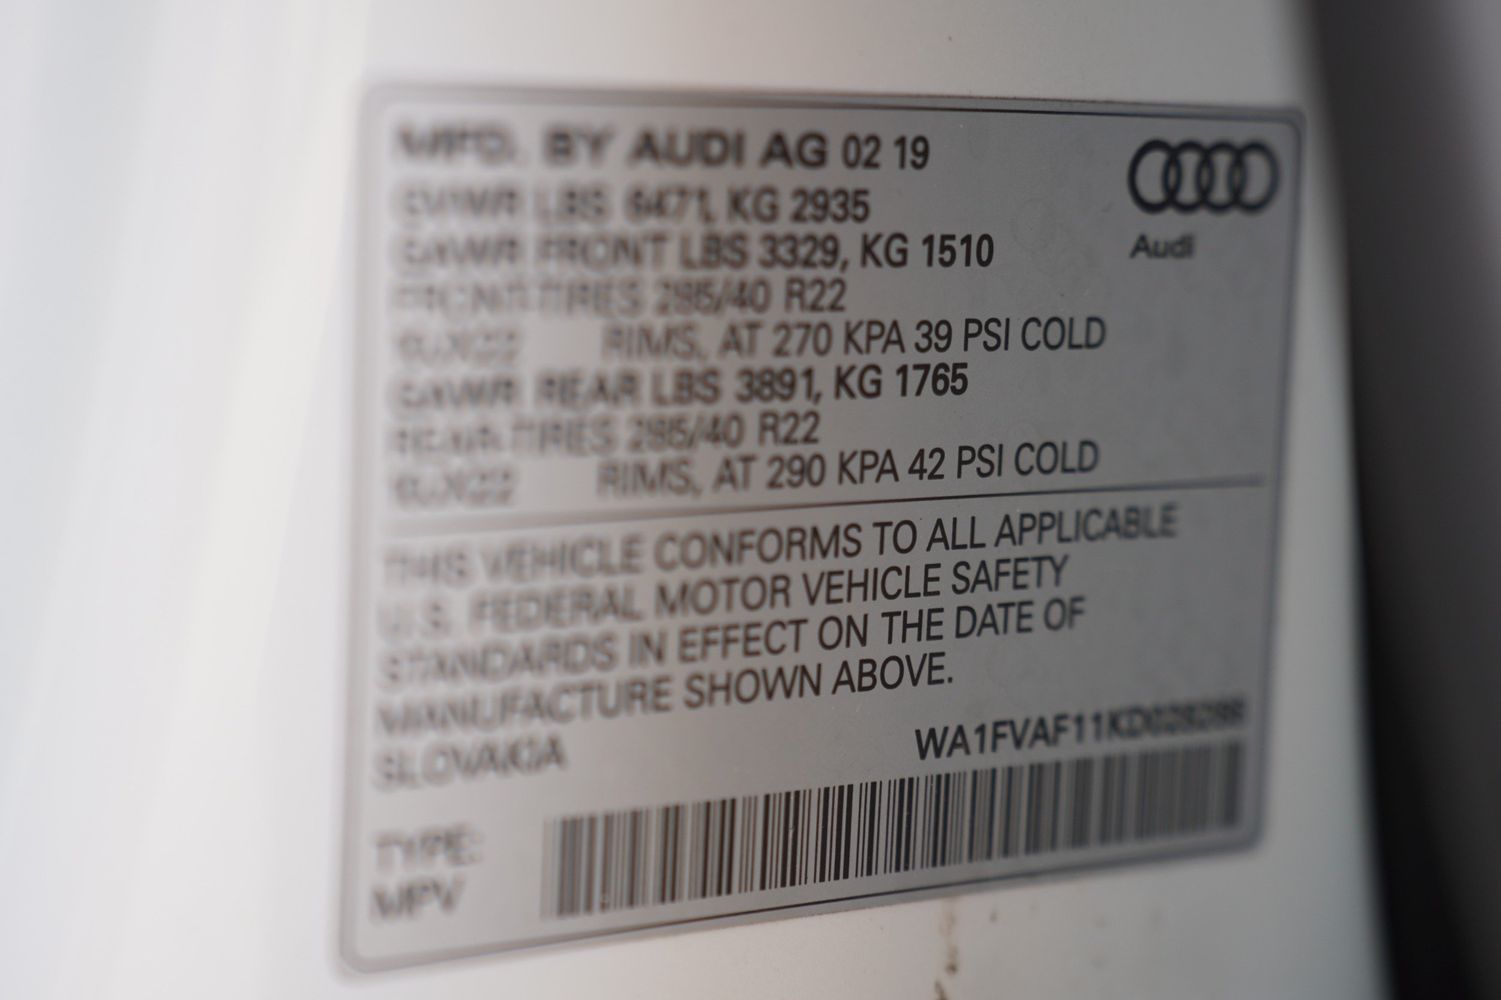 MFD. BY AUDI AG 02 19
GVWR LBS 6471, KG 2935
GAWR FRONT LBS 3329, KG 1510
FRONT-TIRES 285/40 R22
RIMS, AT 270 KPA 39 PSI COLD
GAWR REAR LBS 3891, KG 1765
REAR-TIRES 285/40 R22
RIMS, AT 290 KPA 42 PSI COLD
Audi
THIS VEHICLE CONFORMS TO ALL APPLICABLE
U.S. FEDERAL MOTOR VEHICLE SAFETY
STANDARDS IN EFFECT ON THE DATE OF
MANUFACTURE SHOWN ABOVE.
SLOVAKIA
TYPE:
MPV